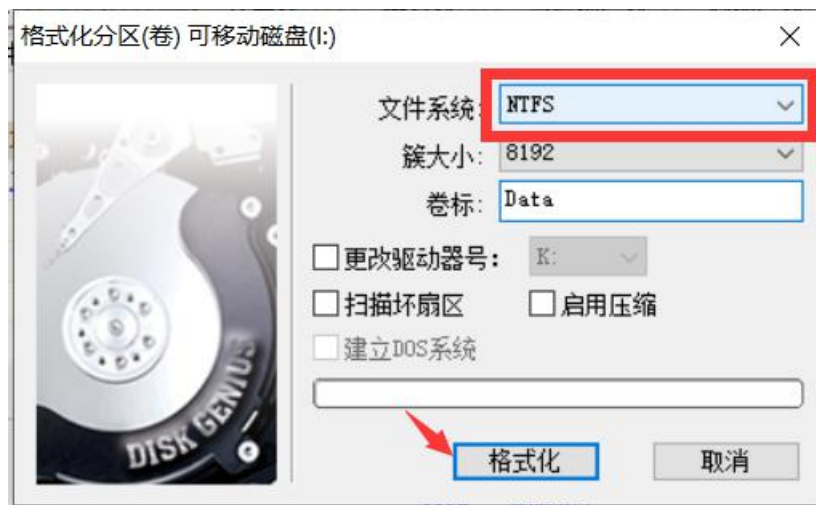 格式化分区(卷) 可移动磁盘(I:)
文件系统: NTFS
簇大小: 8192
卷标: Data
更改驱动器号: K:
扫描坏扇区 启用压缩
建立DOS系统
DISK GENIUS
格式化 取消